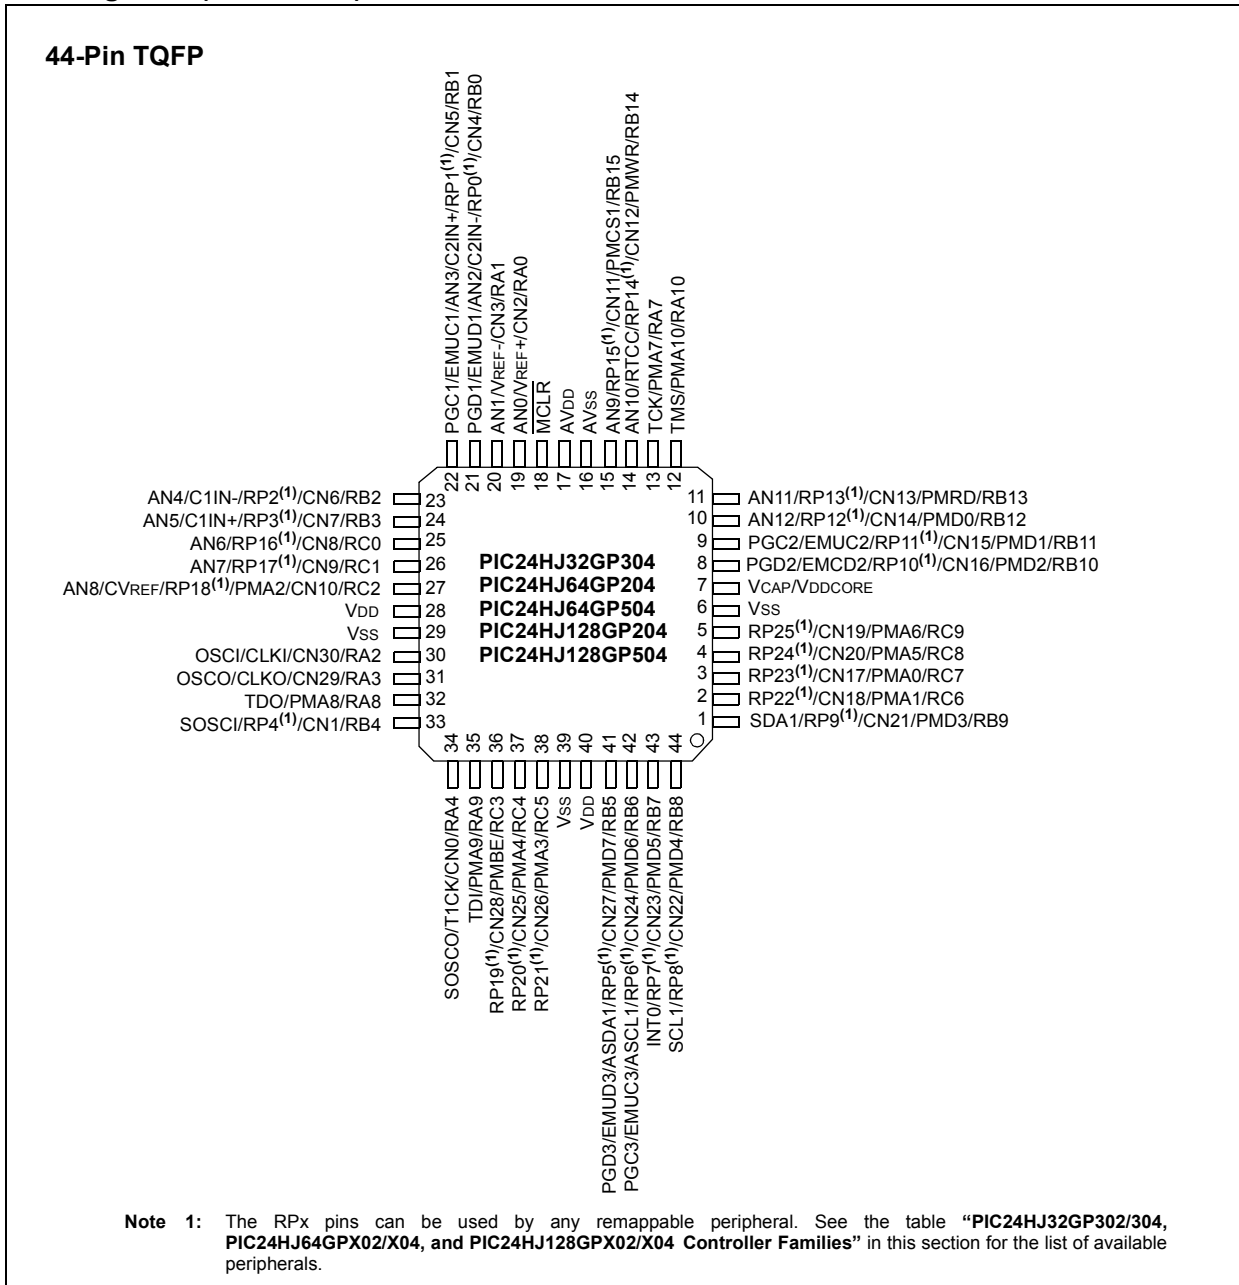 44-Pin TQFP
PGC1/EMUC1/AN3/C2IN+/RP1(1)/CN5/RB1
PGD1/EMUD1/AN2/C2IN-/RP0(1)/CN4/RB0
AN1/VREF-/CN3/RA1
AN0/VREF+/CN2/RA0
MCLR
AVDD
AVSS
AN9/RP15(1)/CN11/PMCS1/RB15
AN10/RTCC/RP14(1)/CN12/PMWR/RB14
TCK/PMA7/RA7
TMS/PMA10/RA10
22
21
20
19
18
17
16
15
14
13
12
AN4/C1IN-/RP2(1)/CN6/RB2 23
AN5/C1IN+/RP3(1)/CN7/RB3 24
AN6/RP16(1)/CN8/RC0 25
AN7/RP17(1)/CN9/RC1 26
AN8/CVREF/RP18(1)/PMA2/CN10/RC2 27
VDD 28
VSS 29
OSCI/CLKI/CN30/RA2 30
OSCO/CLKO/CN29/RA3 31
TDO/PMA8/RA8 32
SOSCI/RP4(1)/CN1/RB4 33
PIC24HJ32GP304
PIC24HJ64GP204
PIC24HJ64GP504
PIC24HJ128GP204
PIC24HJ128GP504
11 AN11/RP13(1)/CN13/PMRD/RB13
10 AN12/RP12(1)/CN14/PMD0/RB12
9 PGC2/EMUC2/RP11(1)/CN15/PMD1/RB11
8 PGD2/EMCD2/RP10(1)/CN16/PMD2/RB10
7 VCAP/VDDCORE
6 VSS
5 RP25(1)/CN19/PMA6/RC9
4 RP24(1)/CN20/PMA5/RC8
3 RP23(1)/CN17/PMA0/RC7
2 RP22(1)/CN18/PMA1/RC6
1 SDA1/RP9(1)/CN21/PMD3/RB9
34
35
36
37
38
39
40
41
42
43
44
SOSCO/T1CK/CN0/RA4
TDI/PMA9/RA9
RP19(1)/CN28/PMBE/RC3
RP20(1)/CN25/PMA4/RC4
RP21(1)/CN26/PMA3/RC5
VSS
VDD
PGD3/EMUD3/ASDA1/RP5(1)/CN27/PMD7/RB5
PGC3/EMUC3/ASCL1/RP6(1)/CN24/PMD6/RB6
INT0/RP7(1)/CN23/PMD5/RB7
SCL1/RP8(1)/CN22/PMD4/RB8
Note 1: The RPx pins can be used by any remappable peripheral. See the table “PIC24HJ32GP302/304,
PIC24HJ64GPX02/X04, and PIC24HJ128GPX02/X04 Controller Families” in this section for the list of available
peripherals.